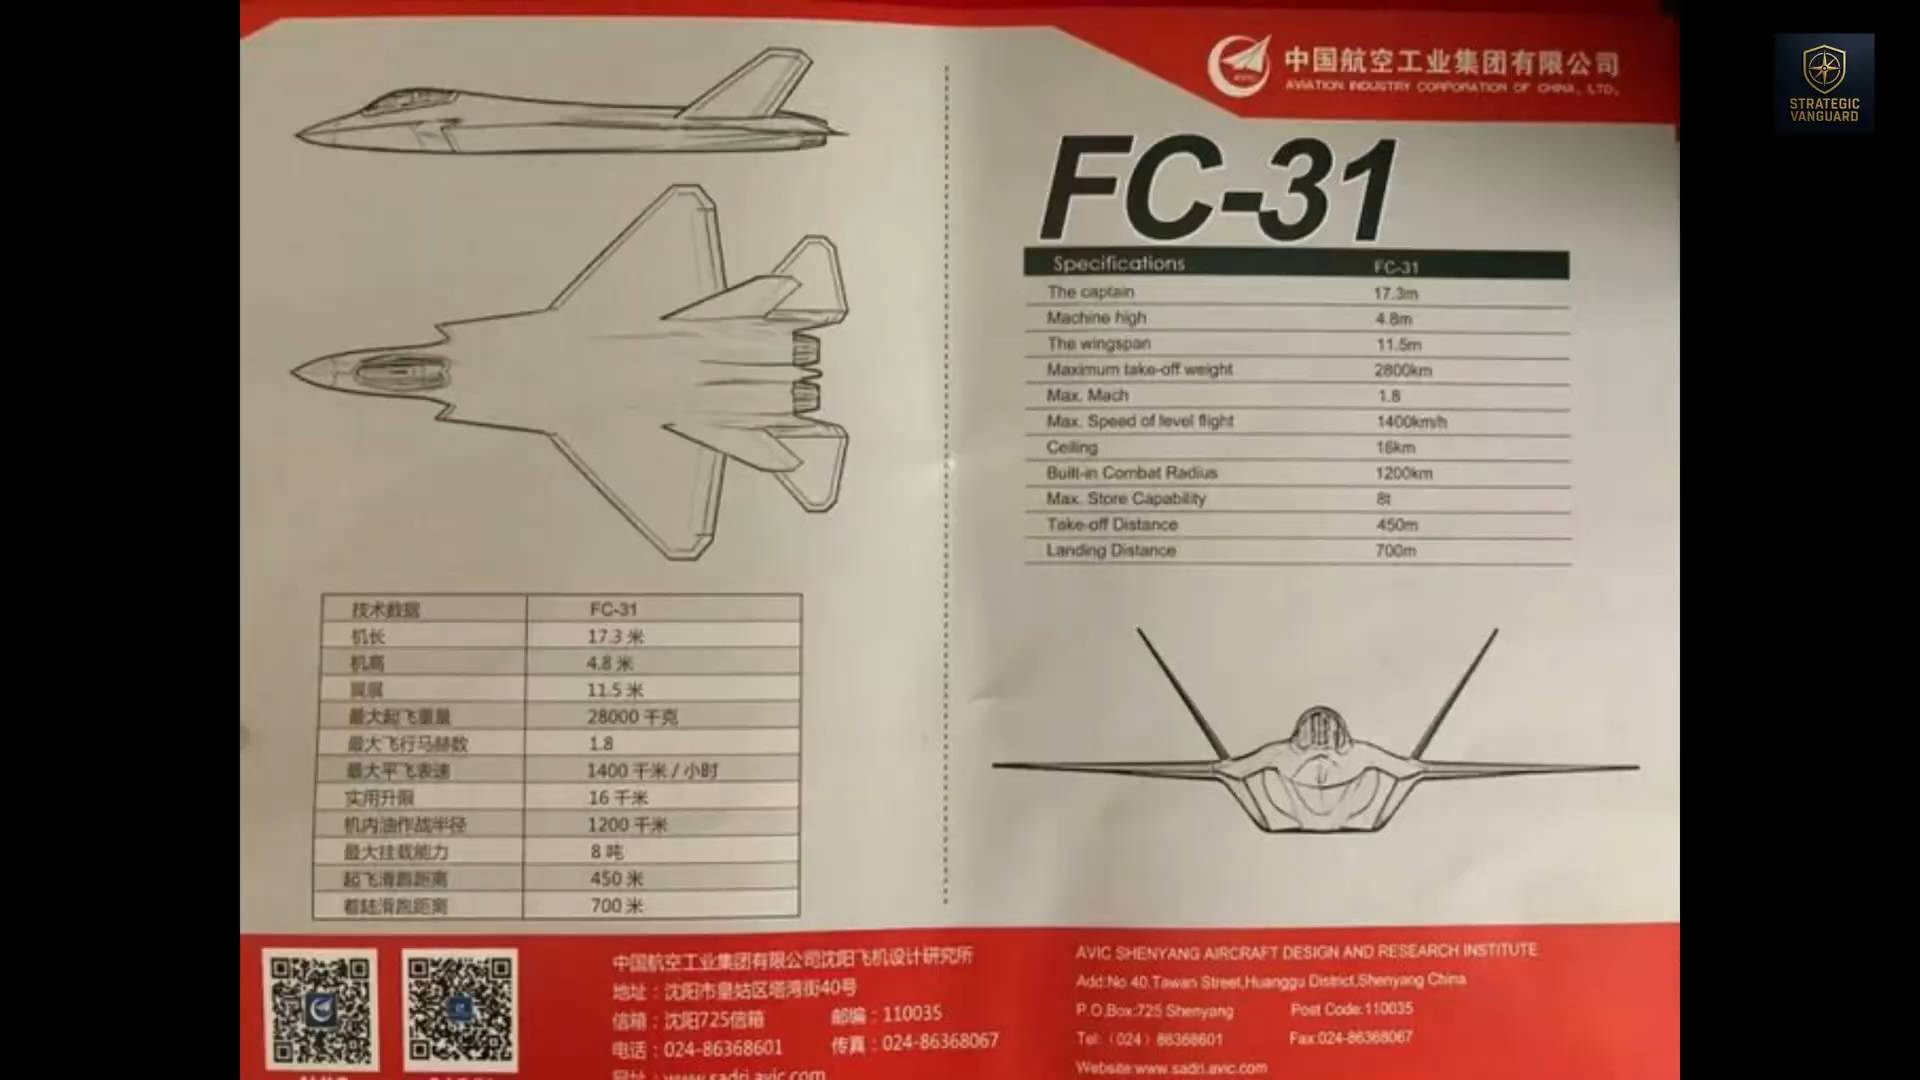 中国航空工业集团有限公司
AVIATION INDUSTRY CORPORATION OF CHINA, LTD.
AVIC
STRATEGIC
VANGUARD
FC-31
Specifications FC-31
The captain 17.3m
Machine high 4.8m
The wingspan 11.5m
Maximum take-off weight 2800km
Max. Mach 1.8
Max. Speed of level flight 1400km/h
Ceiling 16km
Built-in Combat Radius 1200km
Max. Store Capability 8t
Take-off Distance 450m
Landing Distance 700m
技术数据 FC-31
机长 17.3 米
机高 4.8 米
翼展 11.5 米
最大起飞重量 28000 千克
最大飞行马赫数 1.8
最大平飞表速 1400 千米 / 小时
实用升限 16 千米
机内油作战半径 1200 千米
最大挂载能力 8 吨
起飞滑跑距离 450 米
着陆滑跑距离 700 米
中国航空工业集团有限公司沈阳飞机设计研究所
地址：沈阳市皇姑区塔湾街40号
信箱：沈阳725信箱 邮编：110035
电话：024-86368601 传真：024-86368067
网址：www.sadri.avic.com
AVIC SHENYANG AIRCRAFT DESIGN AND RESEARCH INSTITUTE
Add:No 40,Tawan Street,Huanggu District,Shenyang China
P.O.Box:725 Shenyang Post Code:110035
Tel:（024）86368601 Fax:024-86368067
Website:www.sadri.avic.com